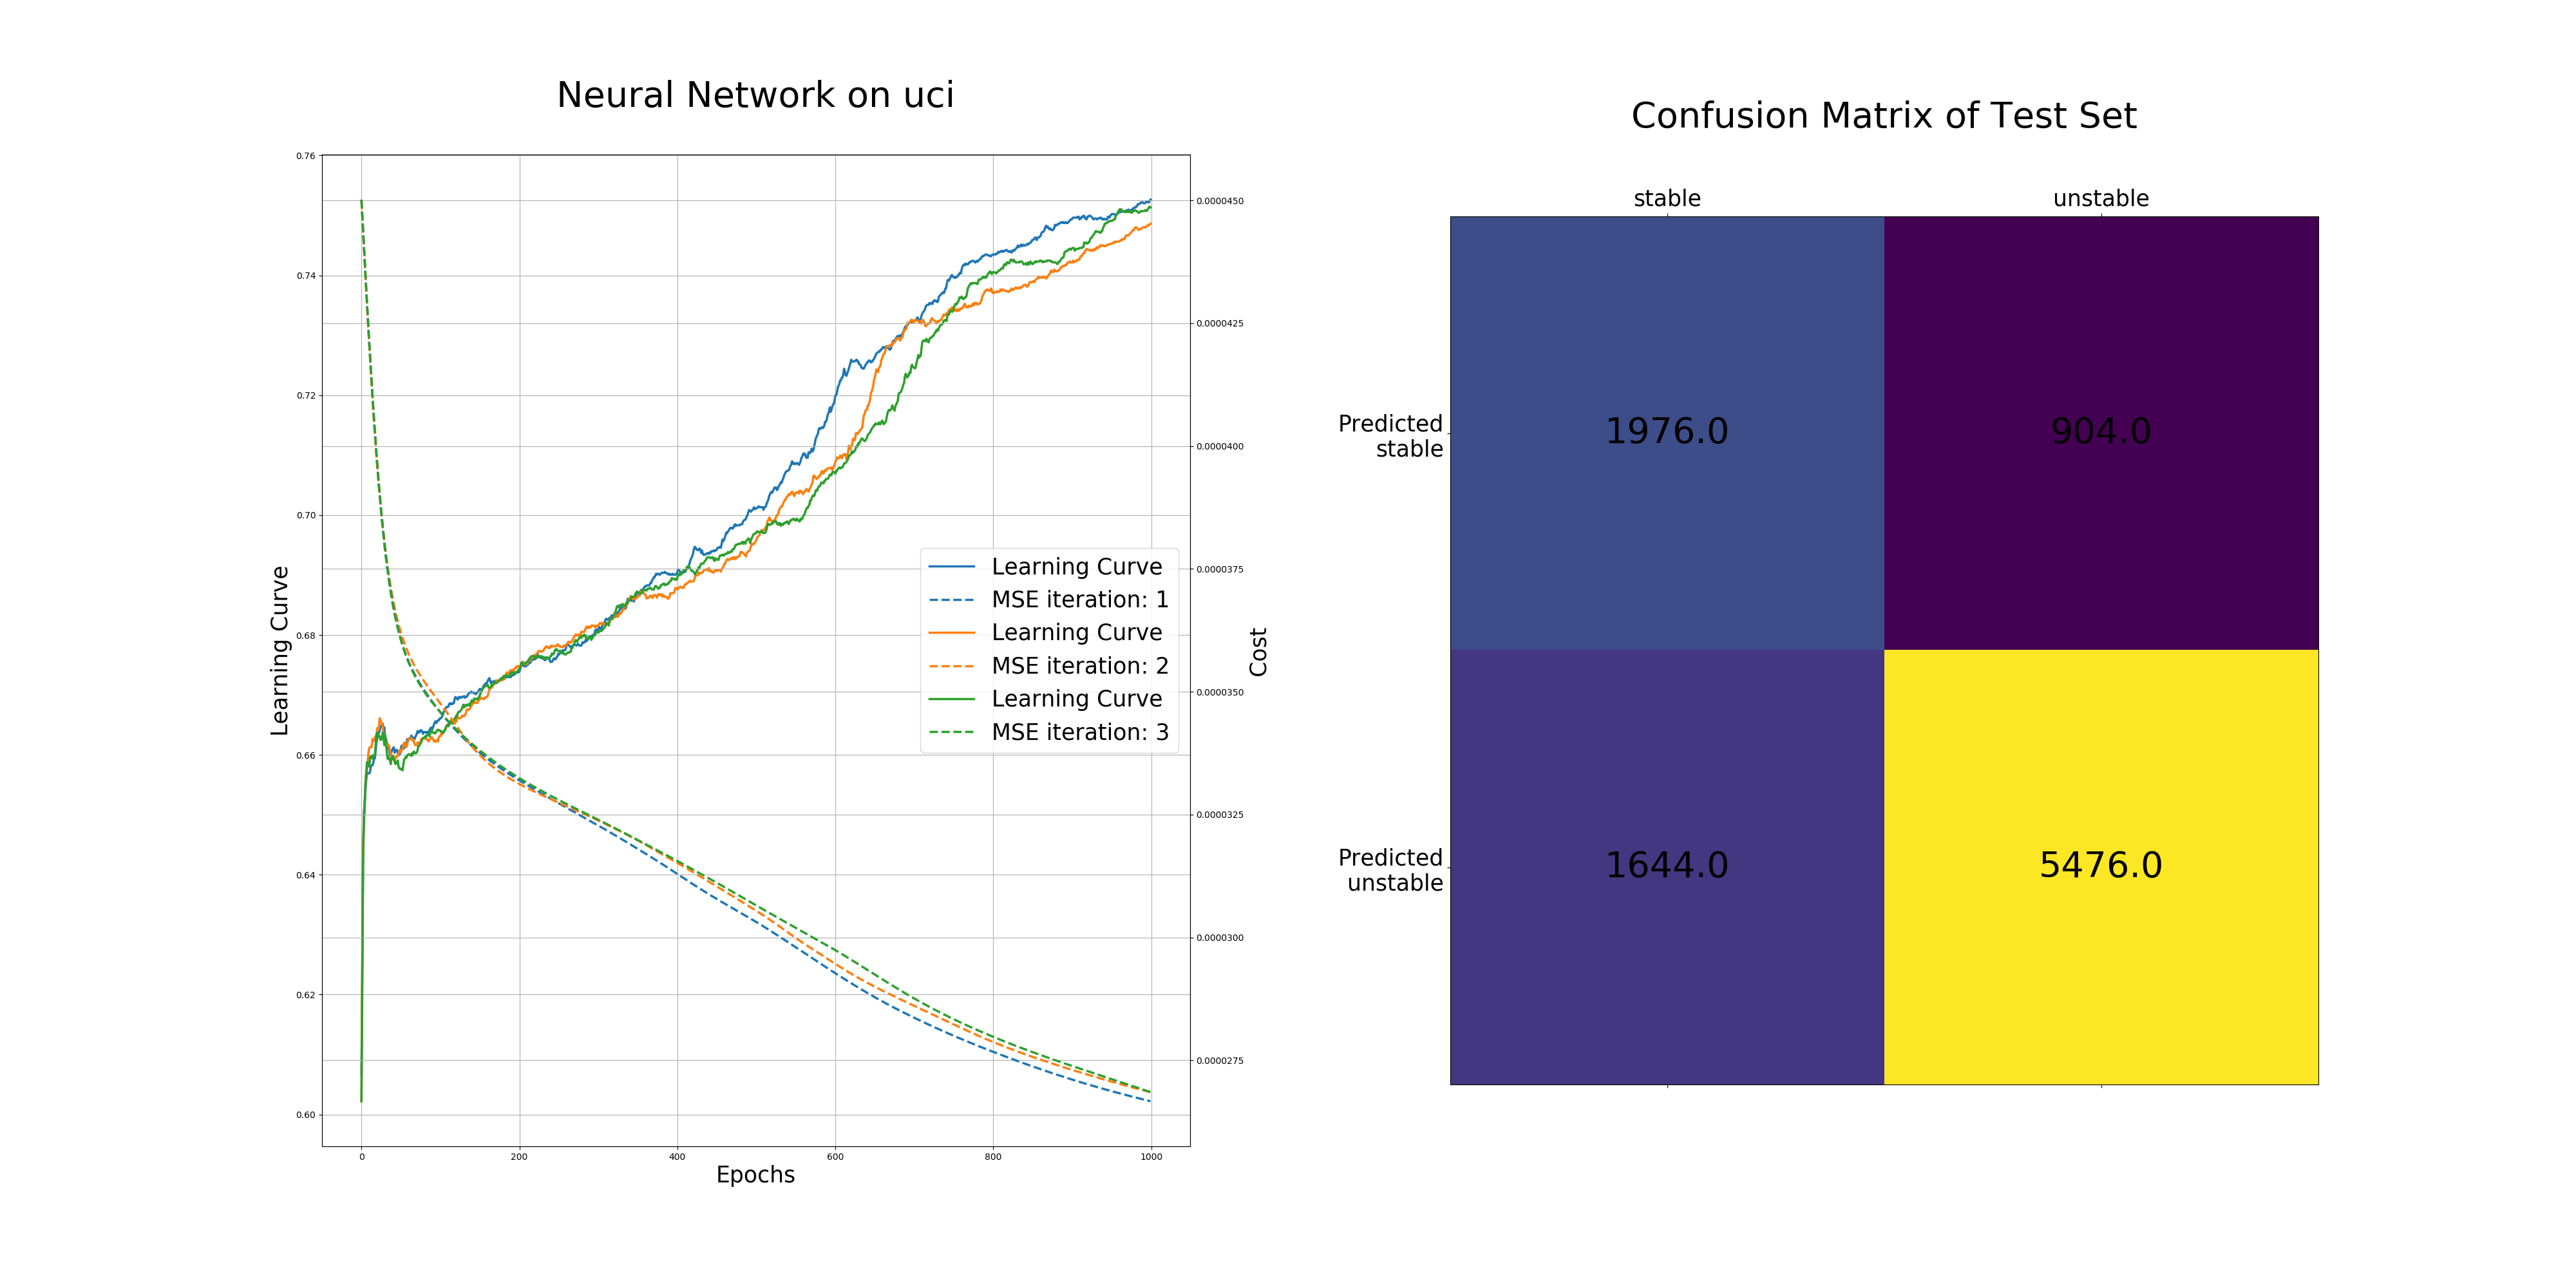 Neural Network on uci
0.76
0.74
0.72
0.70
0.68
0.66
0.64
0.62
0.60
Learning Curve
0.0000450
0.0000425
0.0000400
0.0000375
0.0000350
0.0000325
0.0000300
0.0000275
Cost
Learning Curve
MSE iteration: 1
Learning Curve
MSE iteration: 2
Learning Curve
MSE iteration: 3
0 200 400 600 800 1000
Epochs
Confusion Matrix of Test Set
stable unstable
Predicted
stable
1976.0 904.0
Predicted
unstable
1644.0 5476.0